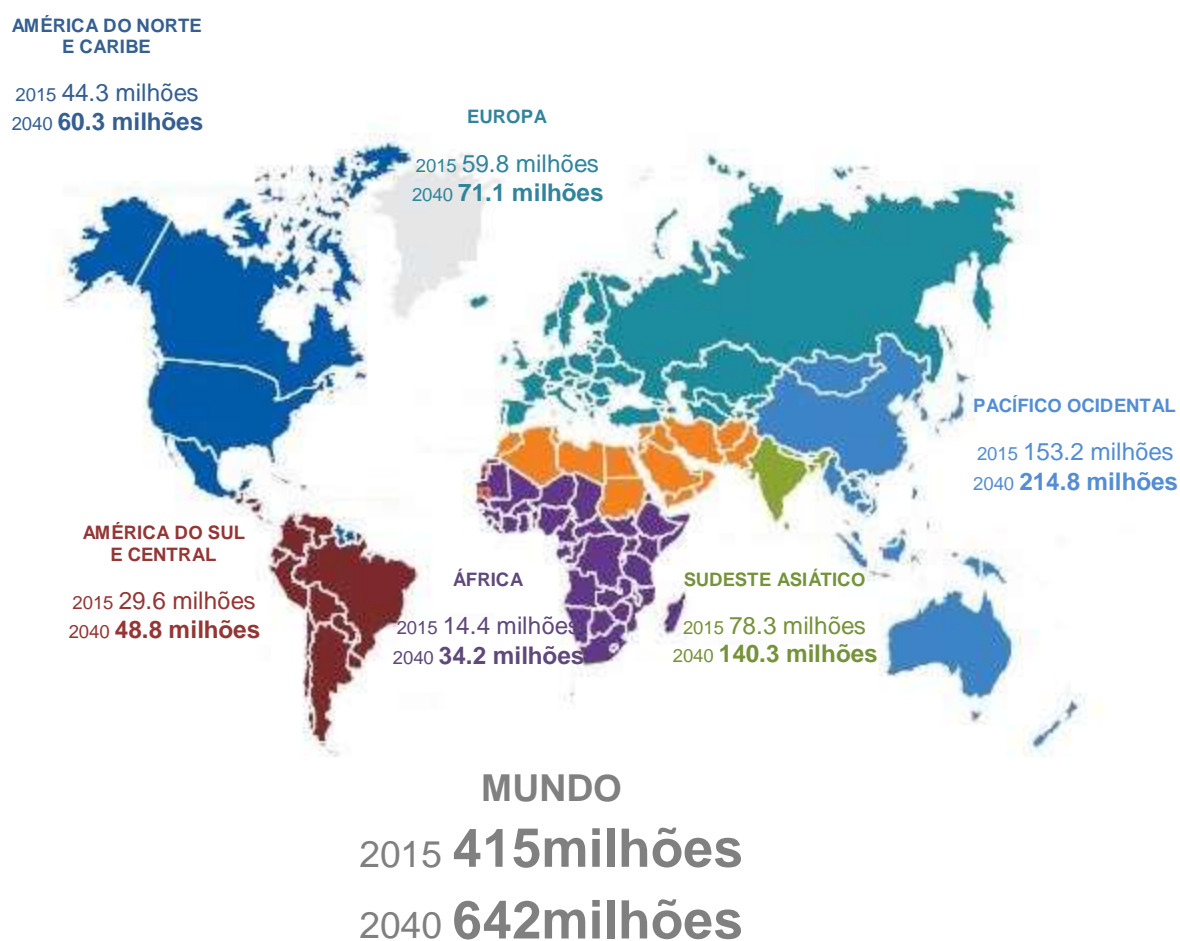 AMÉRICA DO NORTE
E CARIBE
2015 44.3 milhões
2040 60.3 milhões
EUROPA
2015 59.8 milhões
2040 71.1 milhões
PACÍFICO OCIDENTAL
2015 153.2 milhões
2040 214.8 milhões
AMÉRICA DO SUL
E CENTRAL
2015 29.6 milhões
2040 48.8 milhões
ÁFRICA
2015 14.4 milhões
2040 34.2 milhões
SUDESTE ASIÁTICO
2015 78.3 milhões
2040 140.3 milhões
MUNDO
2015 415milhões
2040 642milhões